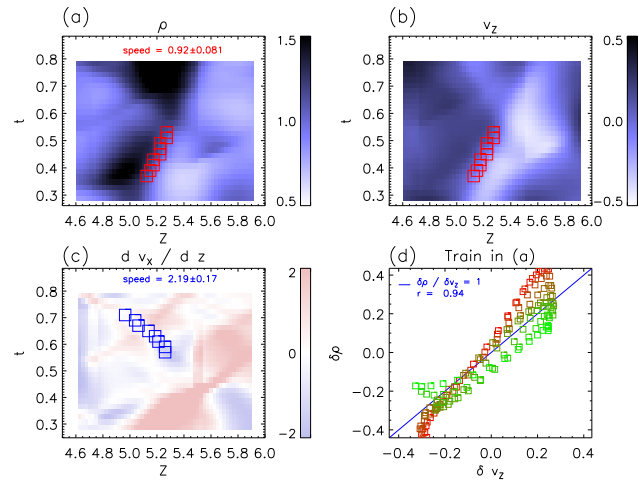 (a) ρ
speed = 0.92±0.081
0.8
0.7
0.6
0.5
0.4
0.3
t
4.6 4.8 5.0 5.2 5.4 5.6 5.8 6.0
Z
1.5
1.0
0.5
(b) v_z
0.8
0.7
0.6
0.5
0.4
0.3
t
4.6 4.8 5.0 5.2 5.4 5.6 5.8 6.0
Z
0.5
0.0
−0.5
(c) d v_x / d z
speed = 2.19±0.17
0.8
0.7
0.6
0.5
0.4
0.3
t
4.6 4.8 5.0 5.2 5.4 5.6 5.8 6.0
Z
2
0
−2
(d) Train in (a)
δρ / δv_z = 1
r = 0.94
0.4
0.2
0.0
−0.2
−0.4
δρ
−0.4 −0.2 0.0 0.2 0.4
δ v_z